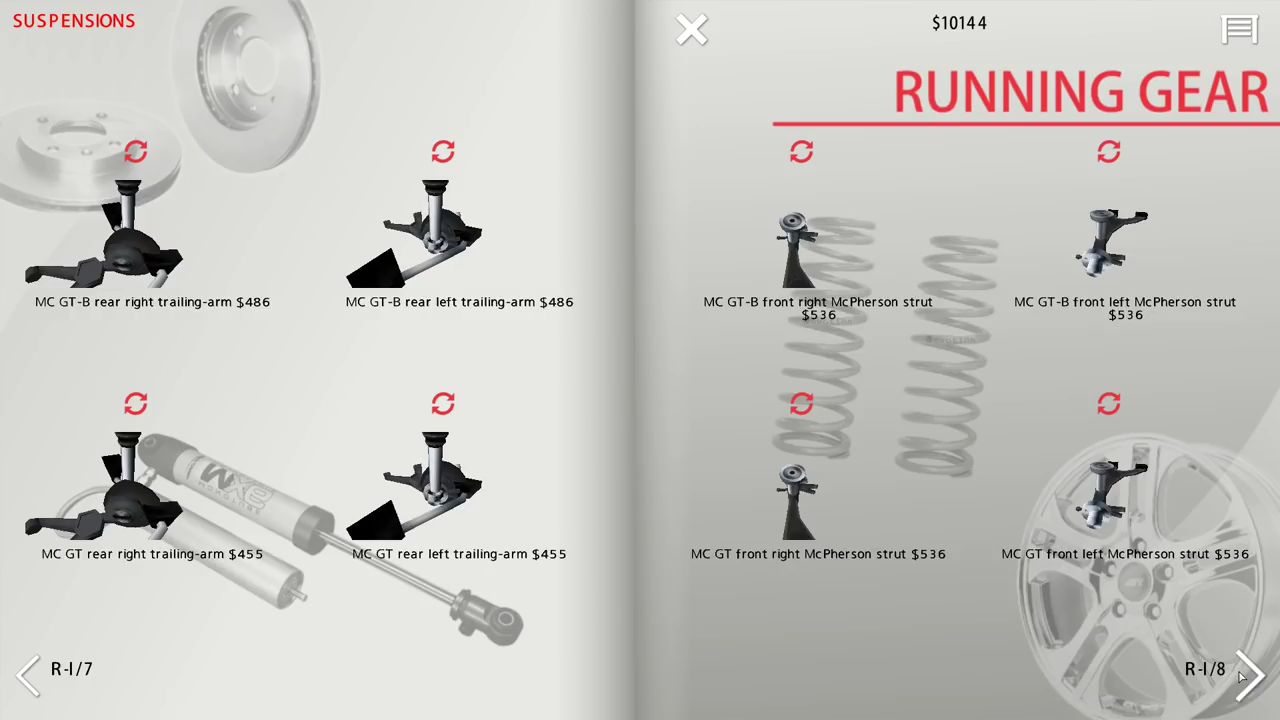 SUSPENSIONS
$10144
RUNNING GEAR
MC GT-B rear right trailing-arm $486
MC GT-B rear left trailing-arm $486
MC GT-B front right McPherson strut
$536
MC GT-B front left McPherson strut
$536
MC GT rear right trailing-arm $455
MC GT rear left trailing-arm $455
MC GT front right McPherson strut $536
MC GT front left McPherson strut $536
R-I/7
R-I/8